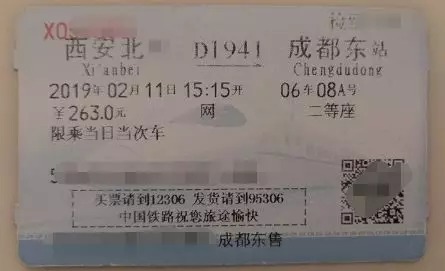 XO
西安北 D1941 成都东站
Xi'anbei Chengdudong
2019年02月11日 15:15开 06车08A号
￥263.0元 网 二等座
限乘当日当次车
买票请到12306 发货请到95306
中国铁路祝您旅途愉快
成都东售